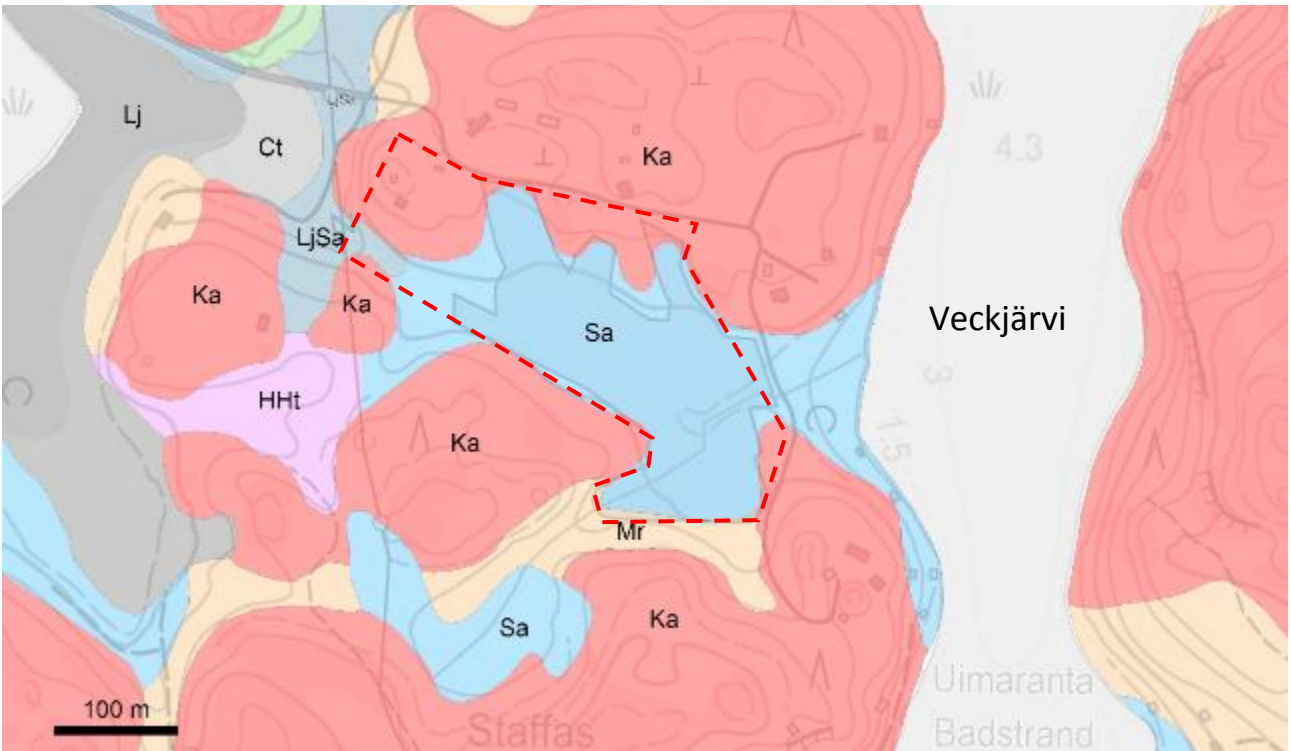 Lj
Ct
4.3
Ka
LjSa
Ka
Ka
Veckjärvi
Sa
3
HHt
1.5
Ka
Mr
Sa
Ka
Uimaranta
Badstrand
100 m
Staffas